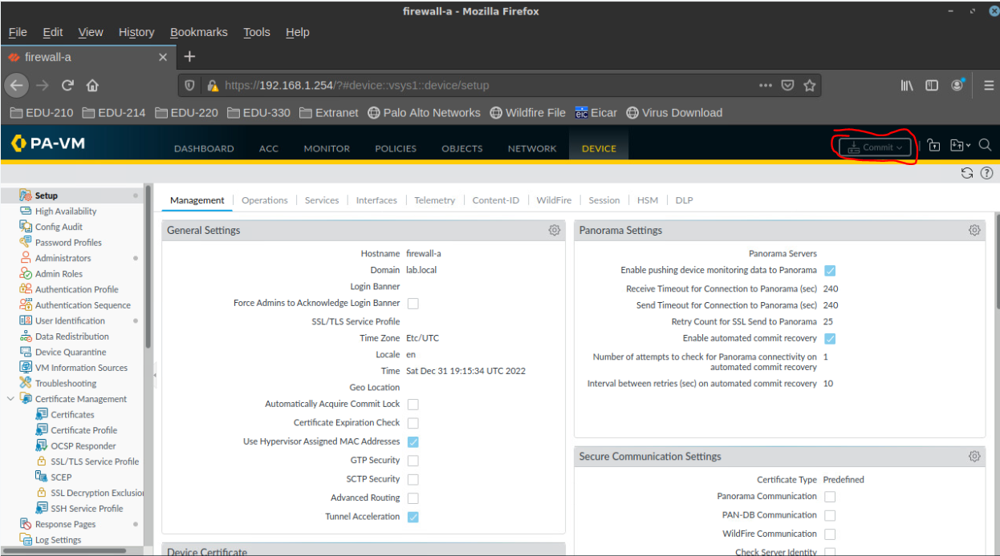 firewall-a - Mozilla Firefox
File Edit View History Bookmarks Tools Help
firewall-a
https://192.168.1.254/?#device::vsys1::device/setup
EDU-210 EDU-214 EDU-220 EDU-330 Extranet Palo Alto Networks Wildfire File eic Eicar Virus Download
PA-VM DASHBOARD ACC MONITOR POLICIES OBJECTS NETWORK DEVICE Commit
Setup
High Availability
Config Audit
Password Profiles
Administrators
Admin Roles
Authentication Profile
Authentication Sequence
User Identification
Data Redistribution
Device Quarantine
VM Information Sources
Troubleshooting
Certificate Management
Certificates
Certificate Profile
OCSP Responder
SSL/TLS Service Profile
SCEP
SSL Decryption Exclusion
SSH Service Profile
Response Pages
Log Settings
Management Operations Services Interfaces Telemetry Content-ID WildFire Session HSM DLP
General Settings
Hostname firewall-a
Domain lab.local
Login Banner
Force Admins to Acknowledge Login Banner
SSL/TLS Service Profile
Time Zone Etc/UTC
Locale en
Time Sat Dec 31 19:15:34 UTC 2022
Geo Location
Automatically Acquire Commit Lock
Certificate Expiration Check
Use Hypervisor Assigned MAC Addresses
GTP Security
SCTP Security
Advanced Routing
Tunnel Acceleration
Device Certificate
Panorama Settings
Panorama Servers
Enable pushing device monitoring data to Panorama
Receive Timeout for Connection to Panorama (sec) 240
Send Timeout for Connection to Panorama (sec) 240
Retry Count for SSL Send to Panorama 25
Enable automated commit recovery
Number of attempts to check for Panorama connectivity on 1
automated commit recovery
Interval between retries (sec) on automated commit recovery 10
Secure Communication Settings
Certificate Type Predefined
Panorama Communication
PAN-DB Communication
WildFire Communication
Check Server Identity